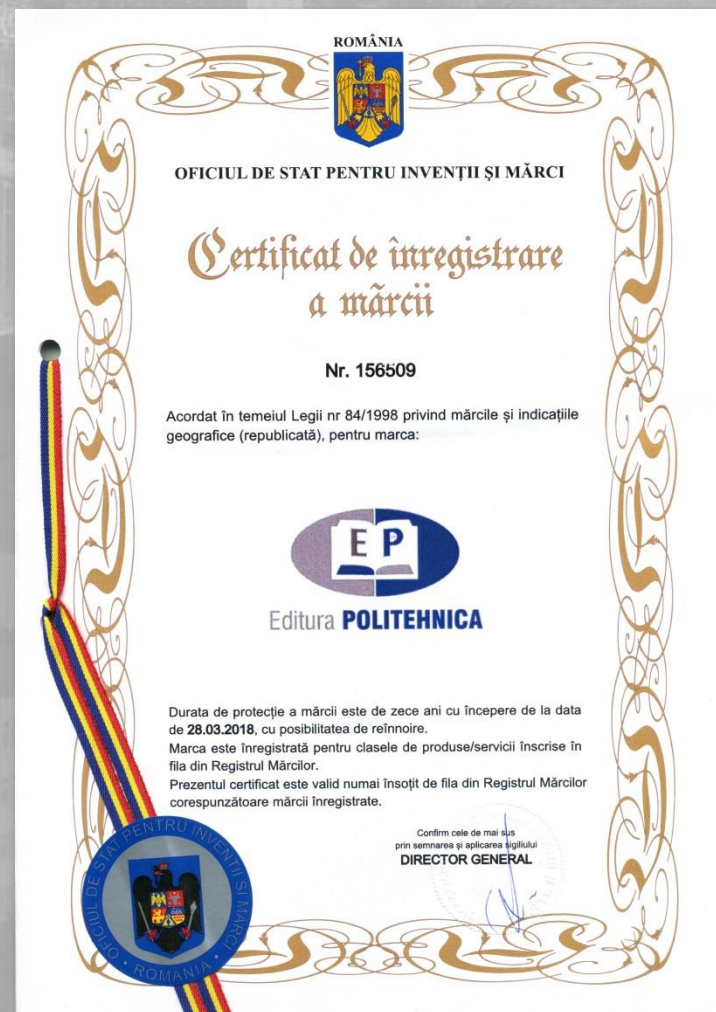 ROMÂNIA
OFICIUL DE STAT PENTRU INVENȚII ȘI MĂRCI
Certificat de înregistrare
a mărcii
Nr. 156509
Acordat în temeiul Legii nr 84/1998 privind mărcile și indicațiile
geografice (republicată), pentru marca:
E P
Editura POLITEHNICA
Durata de protecție a mărcii este de zece ani cu începere de la data
de 28.03.2018, cu posibilitatea de reînnoire.
Marca este înregistrată pentru clasele de produse/servicii înscrise în
fila din Registrul Mărcilor.
Prezentul certificat este valid numai însoțit de fila din Registrul Mărcilor
corespunzătoare mărcii înregistrate.
Confirm cele de mai sus
prin semnarea și aplicarea sigiliului
DIRECTOR GENERAL
OFICIUL DE STAT PENTRU INVENTII SI MARCI
ROMANIA